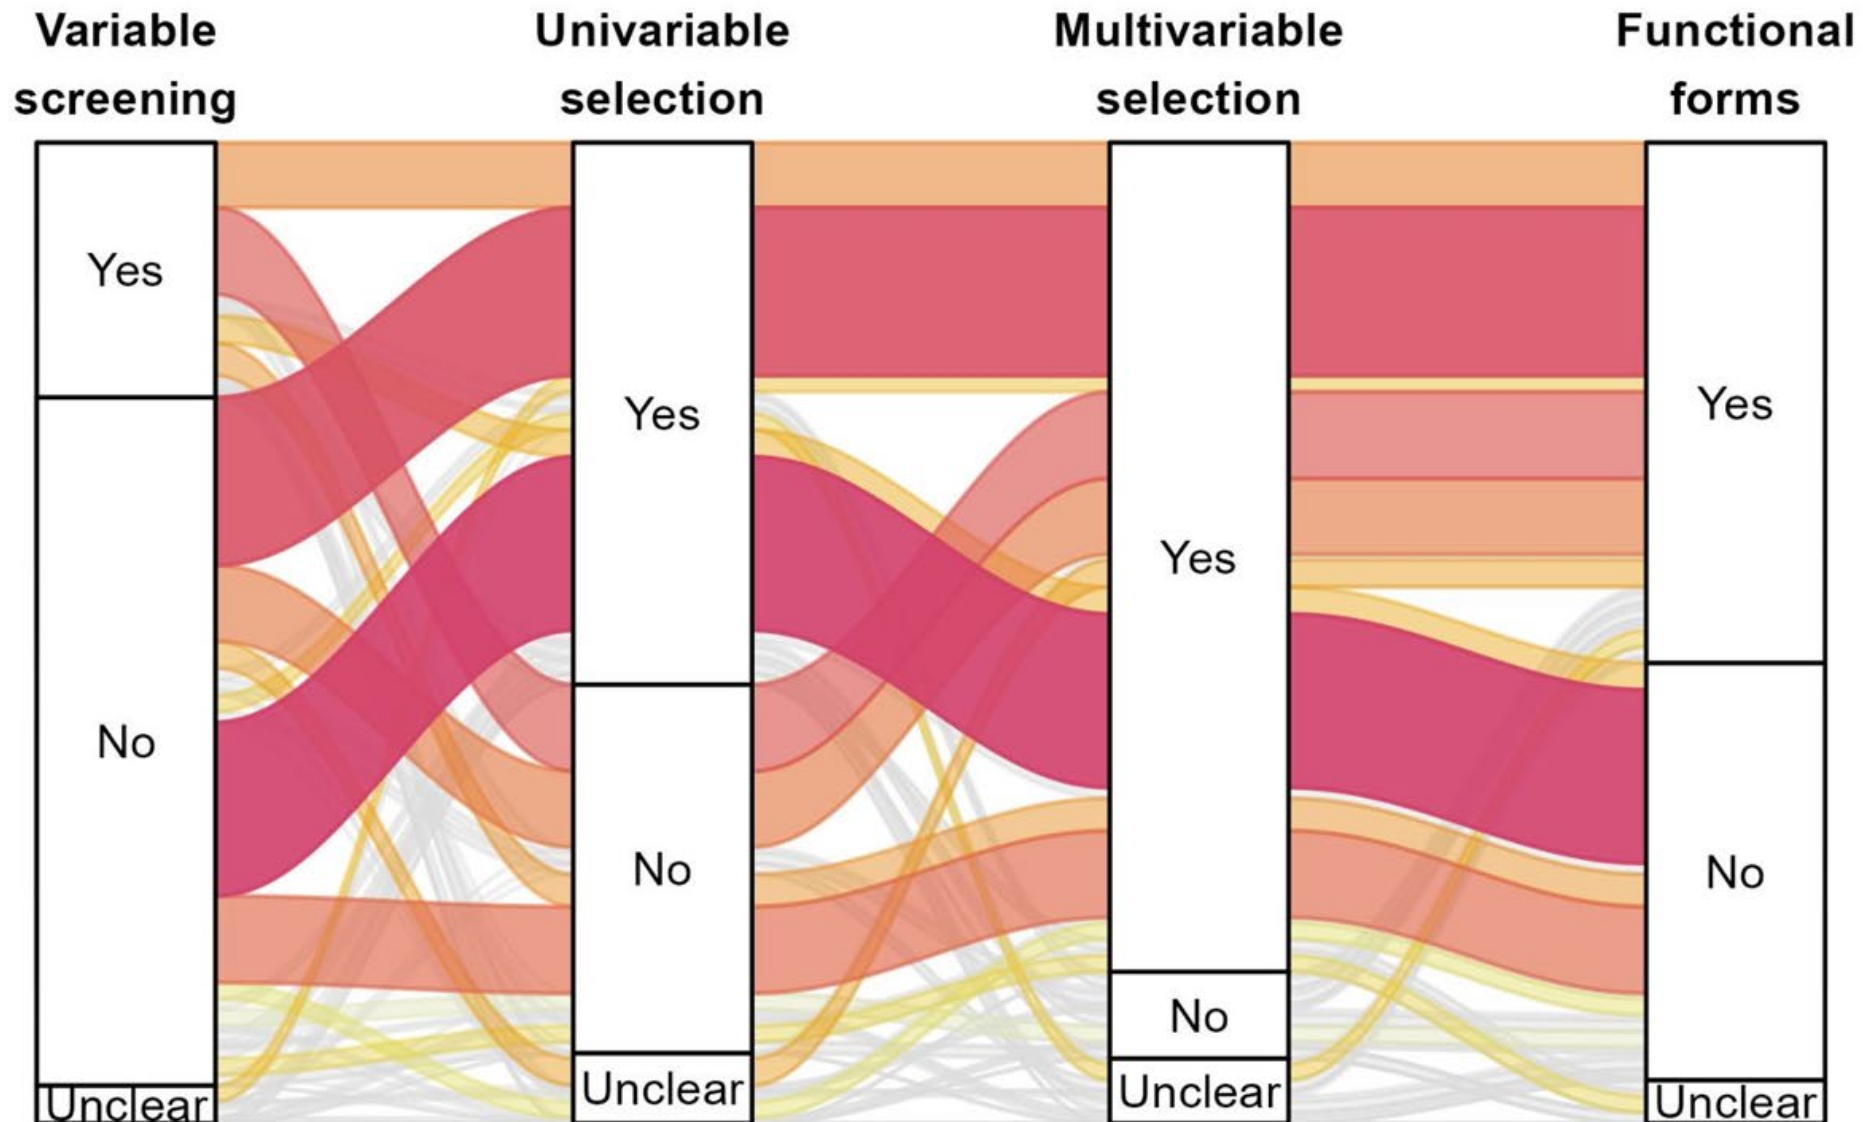 Variable Univariable Multivariable Functional
screening selection selection forms
Yes
Yes
Yes
Yes
No
No
No
No
Unclear
Unclear
Unclear
Unclear